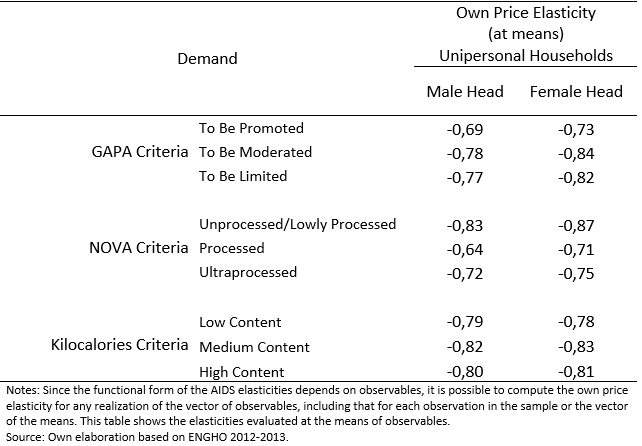 Own Price Elasticity
(at means)
Demand Unipersonal Households
Male Head Female Head
To Be Promoted -0,69 -0,73
GAPA Criteria To Be Moderated -0,78 -0,84
To Be Limited -0,77 -0,82
Unprocessed/Lowly Processed -0,83 -0,87
NOVA Criteria Processed -0,64 -0,71
Ultraprocessed -0,72 -0,75
Low Content -0,79 -0,78
Kilocalories Criteria Medium Content -0,82 -0,83
High Content -0,80 -0,81
Notes: Since the functional form of the AIDS elasticities depends on observables, it is possible to compute the own price
elasticity for any realization of the vector of observables, including that for each observation in the sample or the vector
of the means. This table shows the elasticities evaluated at the means of observables.
Source: Own elaboration based on ENGHO 2012-2013.